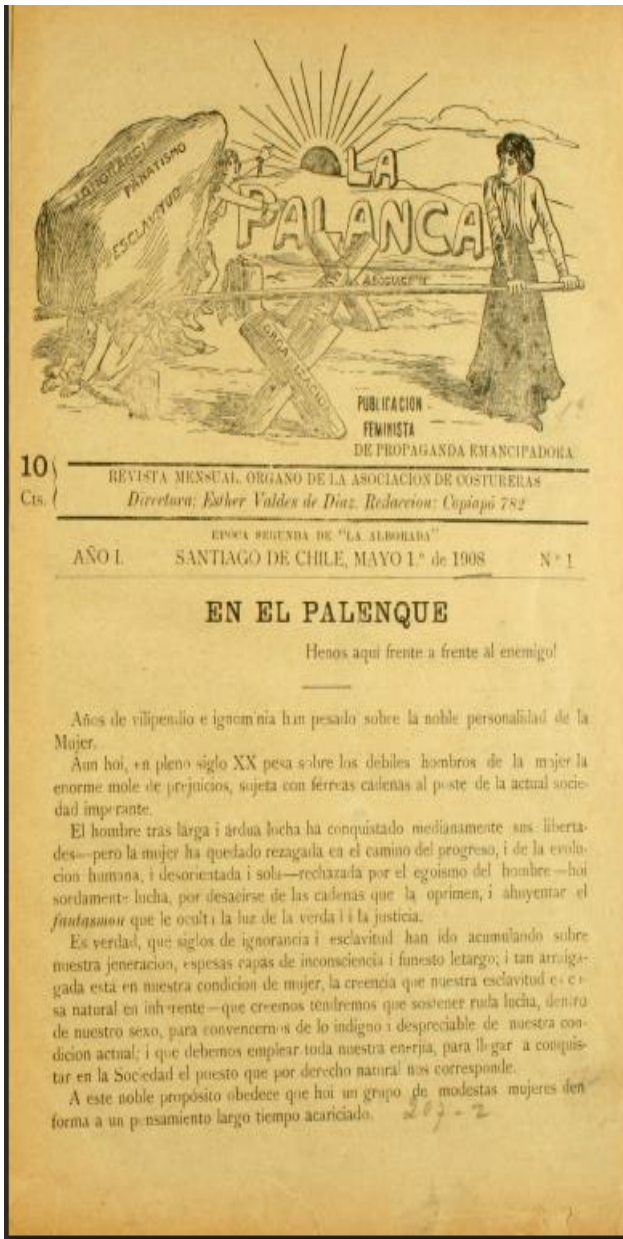 IGNORANCI
FANATISMO
ESCLAVITUD
LA
PALANCA
ASOCIACION
ORGANIZACION
PUBLICACION
FEMINISTA
DE PROPAGANDA EMANCIPADORA
10
Cts.
REVISTA MENSUAL, ORGANO DE LA ASOCIACION DE COSTURERAS
Directora: Esther Valdes de Diaz. Redaccion: Copiapó 782
EPOCA SEGUNDA DE "LA ALBORADA"
AÑO I. SANTIAGO DE CHILE, MAYO 1.º de 1908 N º 1
EN EL PALENQUE
Henos aquí frente a frente al enemigo!
Años de vilipendio e ignominia han pesado sobre la noble personalidad de la
Mujer.
Aun hoi, en pleno siglo XX pesa sobre los debiles hombros de la mujer la
enorme mole de prejuicios, sujeta con férreas cadenas al poste de la actual socie-
dad imperante.
El hombre tras larga i árdua lucha ha conquistado medianamente sus liberta-
des—pero la mujer ha quedado rezagada en el camino del progreso, i de la evolu-
cion humana, i desorientada i sola—rechazada por el egoismo del hombre—hoi
sordamente lucha, por desacirse de las cadenas que la oprimen, i ahuyentar el
fantasmon que le oculta la luz de la verdad i la justicia.
Es verdad, que siglos de ignorancia i esclavitud han ido acumulando sobre
nuestra jeneracion, espesas capas de inconsciencia i funesto letargo; i tan arraiga-
gada está en nuestra condicion de mujer, la creencia que nuestra esclavitud es co-
sa natural en inherente—que creemos tendremos que sostener ruda lucha, dentro
de nuestro sexo, para convencernos de lo indigno i despreciable de nuestra con-
dicion actual; i que debemos emplear toda nuestra enerjia, para llegar a conquis-
tar en la Sociedad el puesto que por derecho natural nos corresponde.
A este noble propósito obedece que hoi un grupo de modestas mujeres den
forma a un pensamiento largo tiempo acariciado. 207-2